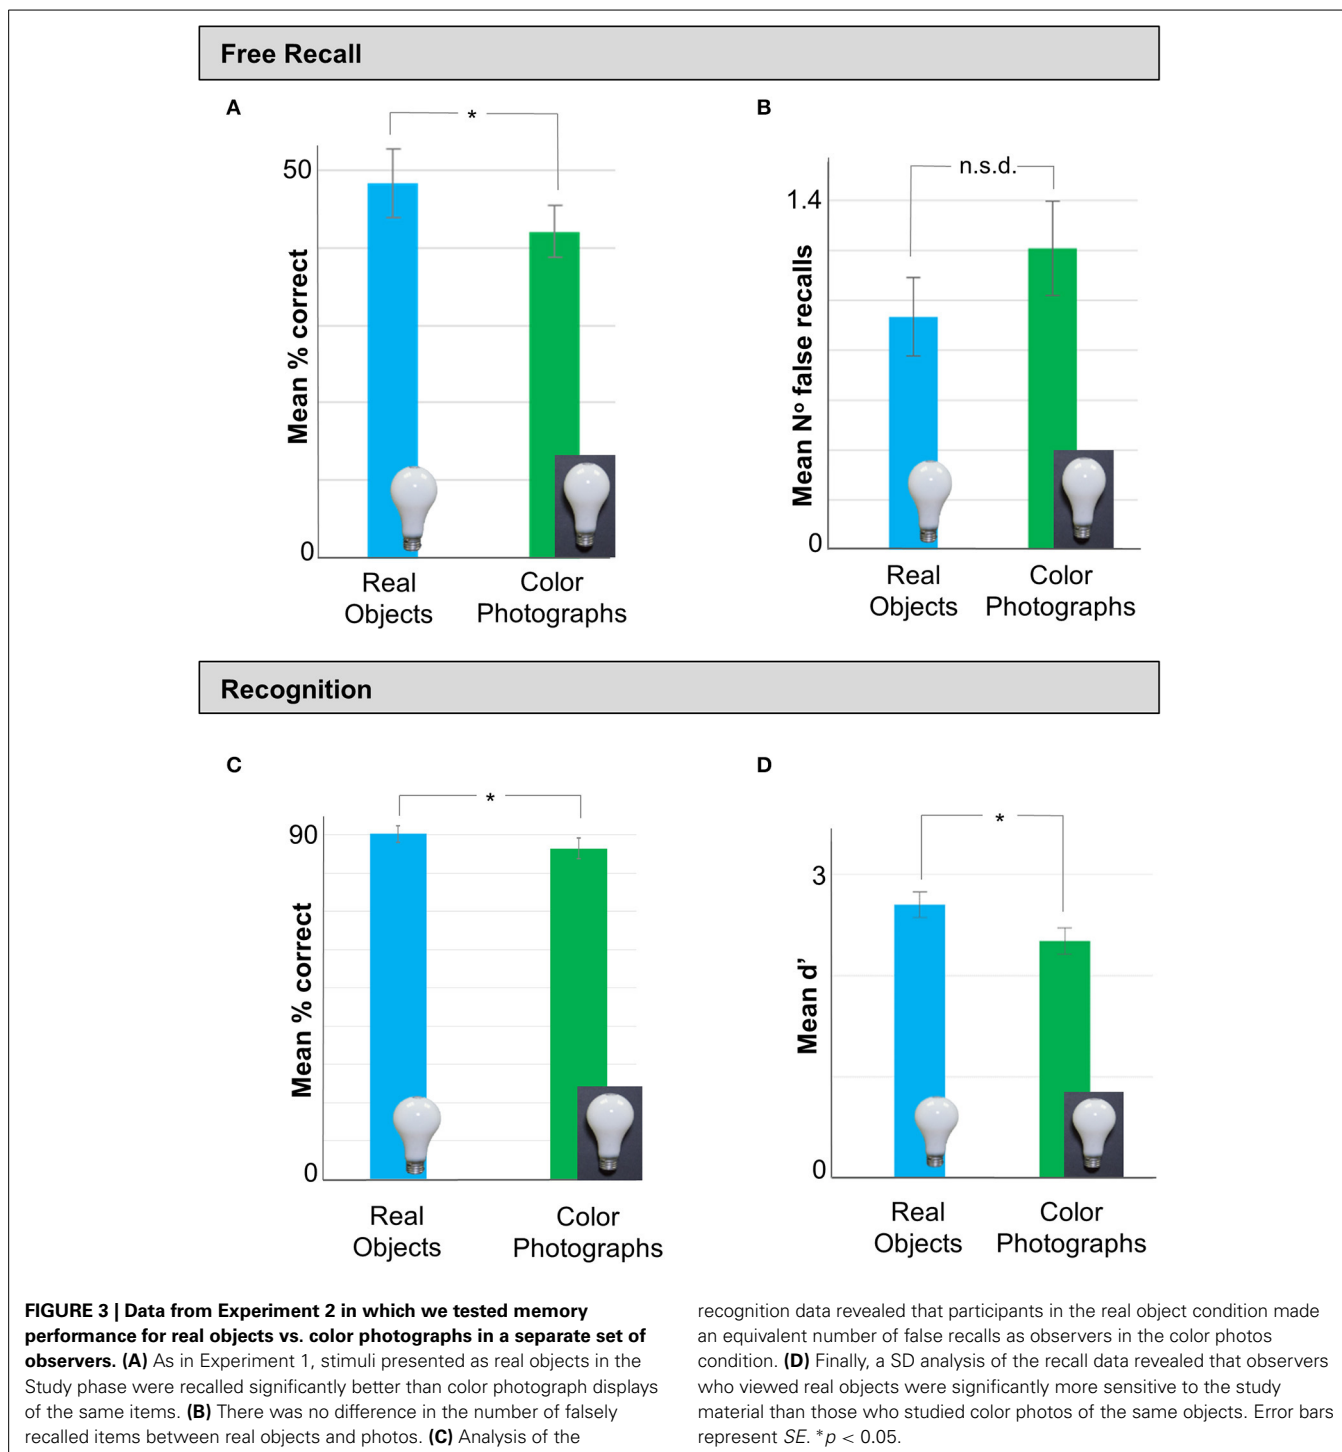 Free Recall
A
*
50
Mean % correct
0
Real
Objects
Color
Photographs
B
n.s.d.
1.4
Mean Nº false recalls
0
Real
Objects
Color
Photographs
Recognition
C
*
90
Mean % correct
0
Real
Objects
Color
Photographs
D
*
3
Mean d’
0
Real
Objects
Color
Photographs
FIGURE 3 | Data from Experiment 2 in which we tested memory
performance for real objects vs. color photographs in a separate set of
observers. (A) As in Experiment 1, stimuli presented as real objects in the
Study phase were recalled significantly better than color photograph displays
of the same items. (B) There was no difference in the number of falsely
recalled items between real objects and photos. (C) Analysis of the
recognition data revealed that participants in the real object condition made
an equivalent number of false recalls as observers in the color photos
condition. (D) Finally, a SD analysis of the recall data revealed that observers
who viewed real objects were significantly more sensitive to the study
material than those who studied color photos of the same objects. Error bars
represent SE. *p < 0.05.